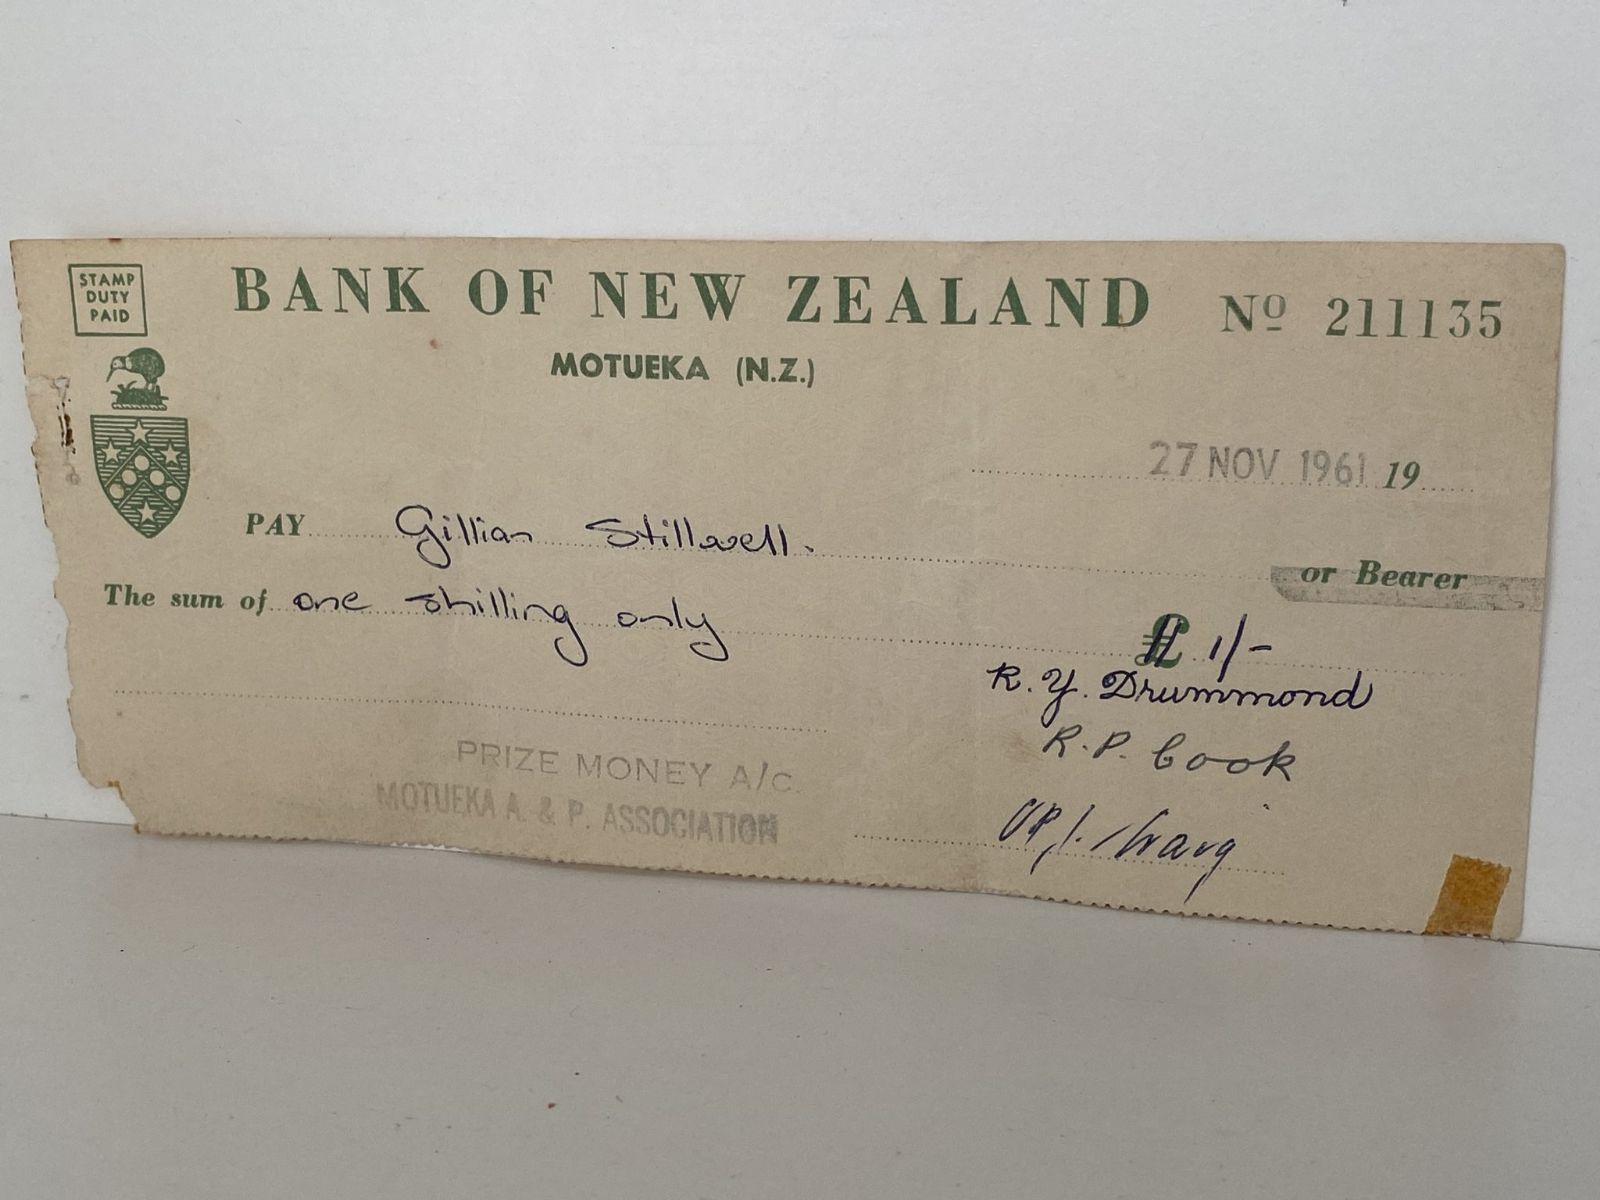 STAMP
DUTY
PAID
BANK OF NEW ZEALAND Nº 211135
MOTUEKA (N.Z.)
27 NOV 1961 19
PAY Gillian Stillwell.
or Bearer
The sum of one shilling only
£ 1/-
R. Y. Drummond
R. P. Cook
PRIZE MONEY A/c.
MOTUEKA A. & P. ASSOCIATION